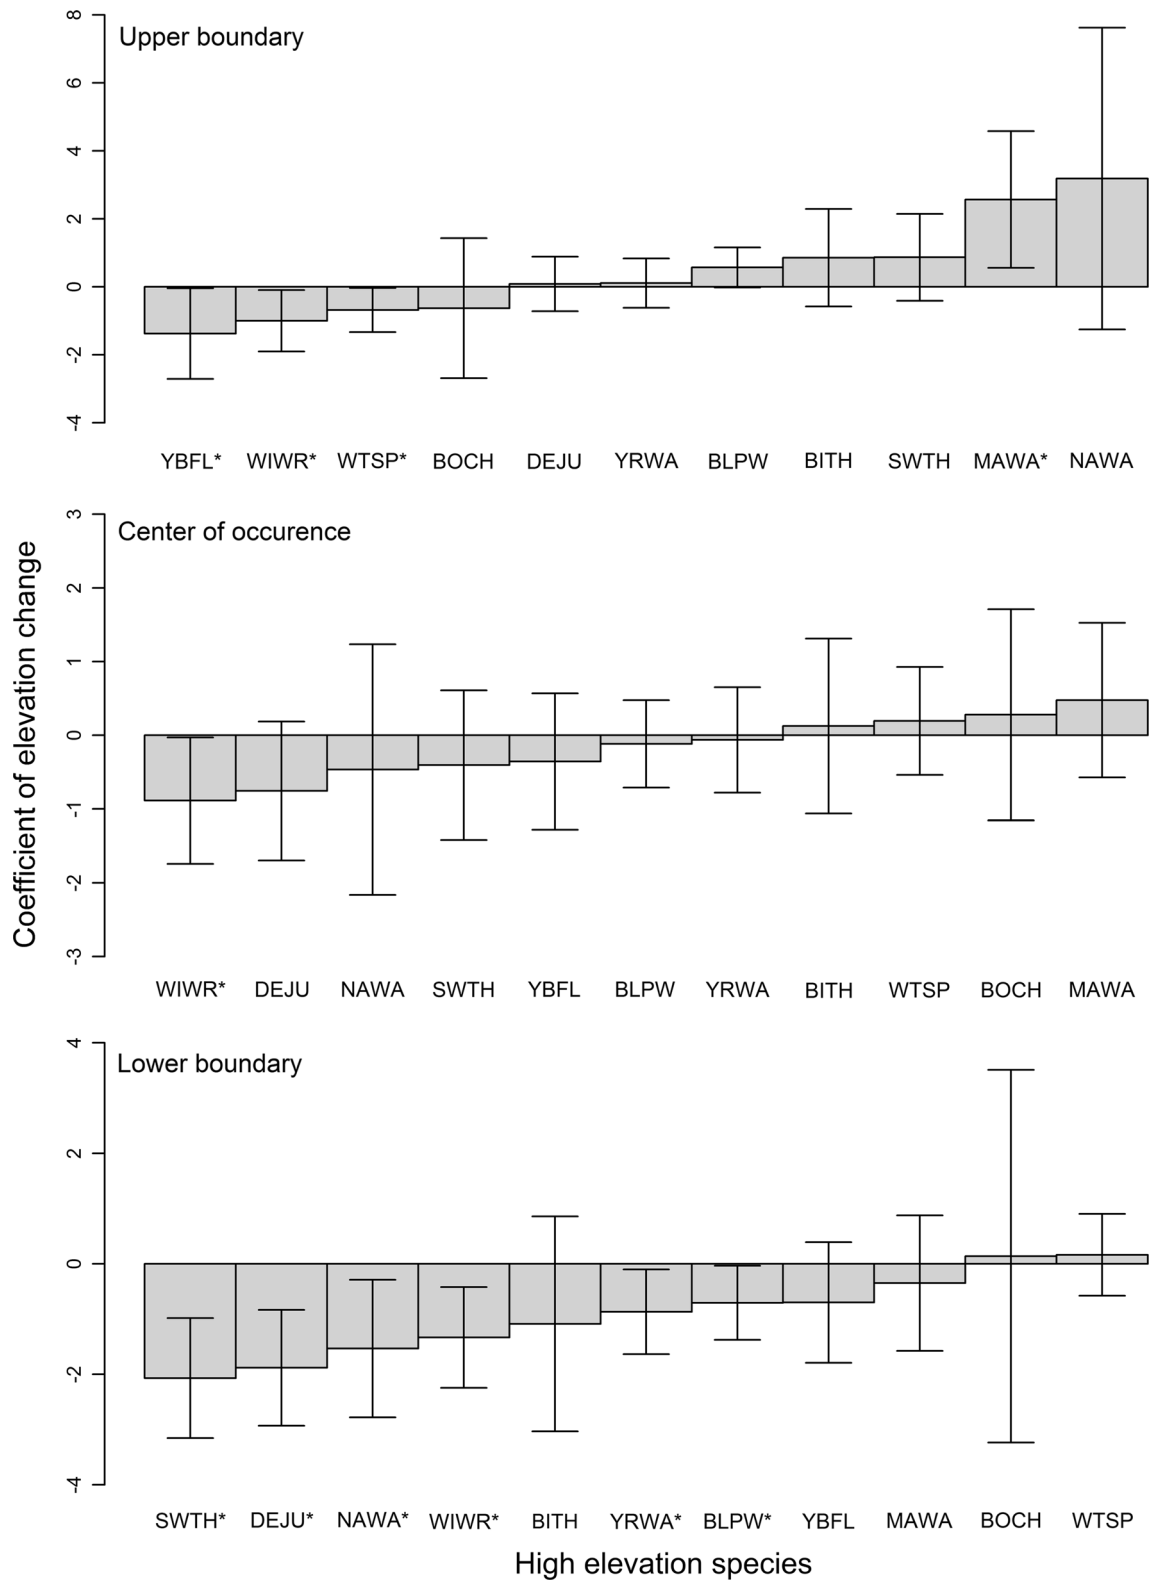 Upper boundary
8
6
4
2
0
-2
-4
YBFL* WIWR* WTSP* BOCH DEJU YRWA BLPW BITH SWTH MAWA* NAWA
Coefficient of elevation change
Center of occurence
3
2
1
0
-1
-2
-3
WIWR* DEJU NAWA SWTH YBFL BLPW YRWA BITH WTSP BOCH MAWA
Lower boundary
4
2
0
-2
-4
SWTH* DEJU* NAWA* WIWR* BITH YRWA* BLPW* YBFL MAWA BOCH WTSP
High elevation species